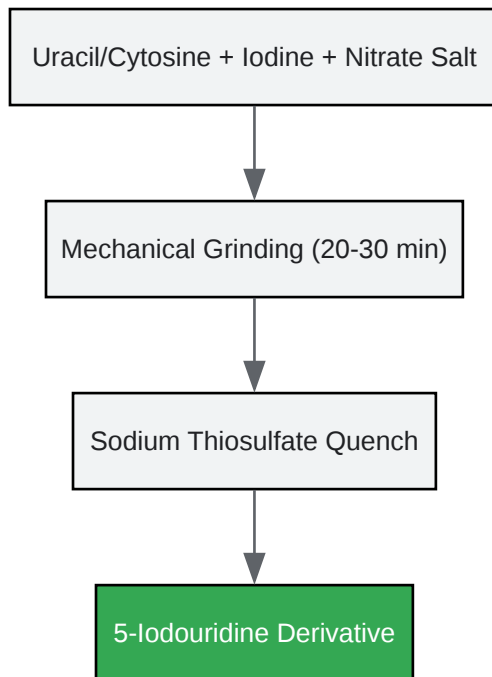 Uracil/Cytosine + Iodine + Nitrate Salt
Mechanical Grinding (20-30 min)
Sodium Thiosulfate Quench
5-Iodouridine Derivative